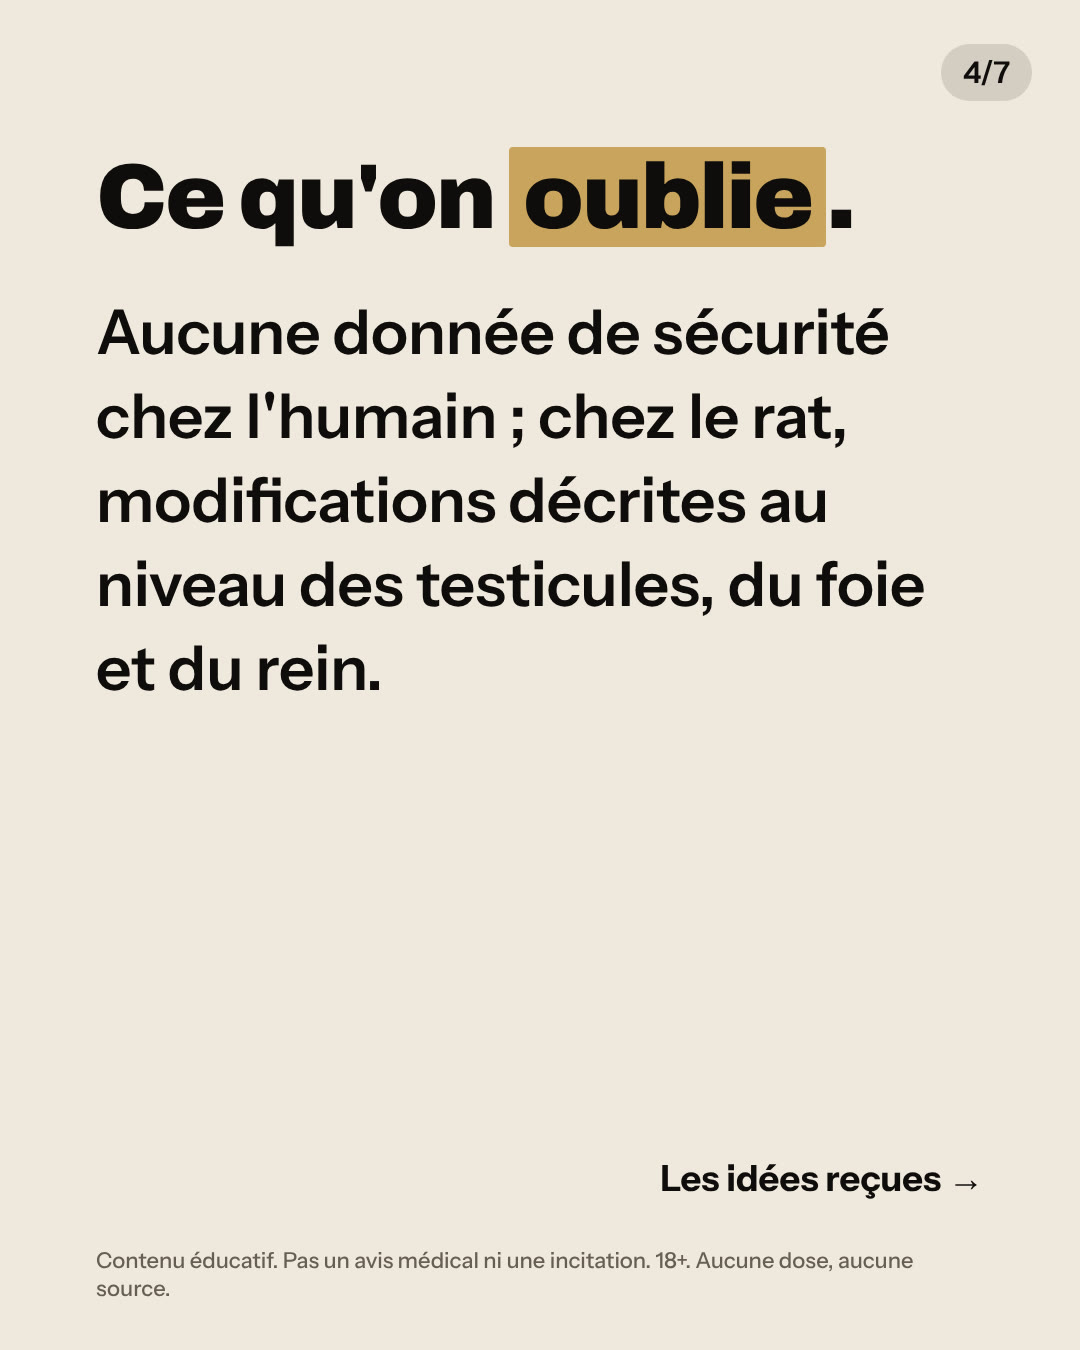 4/7
Ce qu'on oublie.
Aucune donnée de sécurité
chez l'humain ; chez le rat,
modifications décrites au
niveau des testicules, du foie
et du rein.
Les idées reçues →
Contenu éducatif. Pas un avis médical ni une incitation. 18+. Aucune dose, aucune
source.